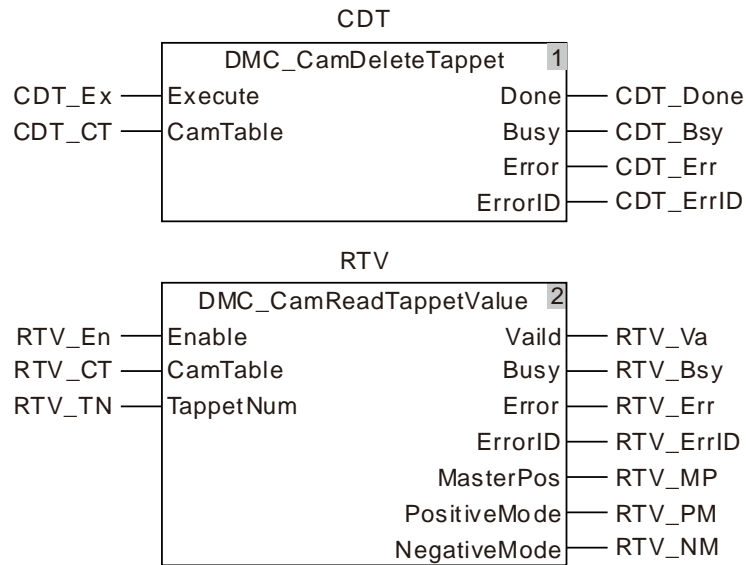 CDT
DMC_CamDeleteTappet 1
CDT_Ex Execute Done CDT_Done
CDT_CT CamTable Busy CDT_Bsy
Error CDT_Err
ErrorID CDT_ErrID
RTV
DMC_CamReadTappetValue 2
RTV_En Enable Vaild RTV_Va
RTV_CT CamTable Busy RTV_Bsy
RTV_TN TappetNum Error RTV_Err
ErrorID RTV_ErrID
MasterPos RTV_MP
PositiveMode RTV_PM
NegativeMode RTV_NM